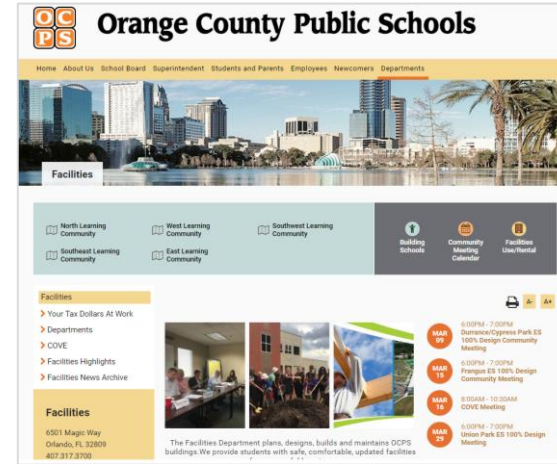 OC
PS
Orange County Public Schools
Home About Us School Board Superintendent Students and Parents Employees Newcomers Departments
Facilities
North Learning
Community
West Learning
Community
Southwest Learning
Community
Southeast Learning
Community
East Learning
Community
Building
Schools
Community
Meeting
Calendar
Facilities
Use/Rental
Facilities
Your Tax Dollars At Work
Departments
COVE
Facilities Highlights
Facilities News Archive
Facilities
6501 Magic Way
Orlando, FL 32809
407.317.3700
A- A+
MAR
09
6:00PM - 7:00PM
Durrance/Cypress Park ES
100% Design Community
Meeting
MAR
15
6:00PM - 7:00PM
Frangus ES 100% Design
Community Meeting
MAR
16
8:00AM - 10:30AM
COVE Meeting
MAR
29
6:00PM - 7:00PM
Union Park ES 100% Design
Meeting
The Facilities Department plans, designs, builds and maintains OCPS
buildings. We provide students with safe, comfortable, updated facilities